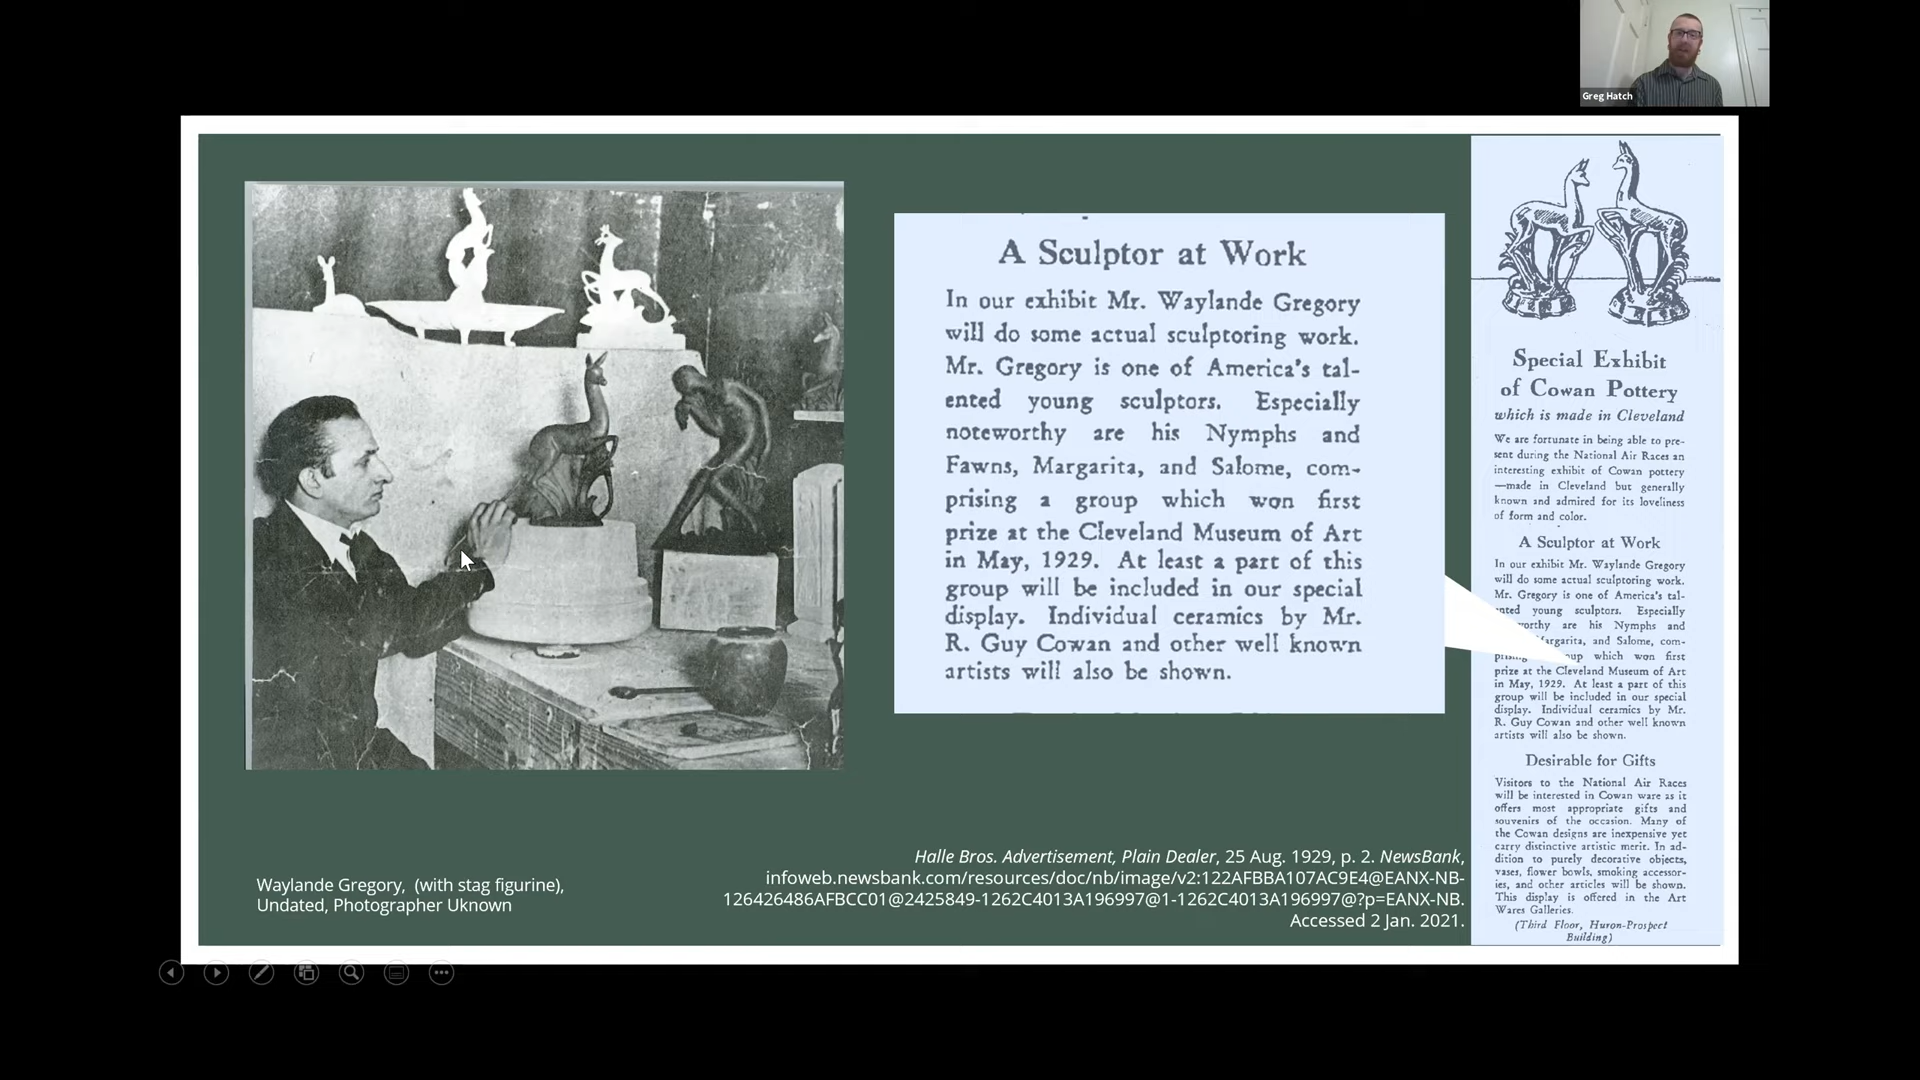 Greg Hatch
A Sculptor at Work
In our exhibit Mr. Waylande Gregory
will do some actual sculptoring work.
Mr. Gregory is one of America's tal-
ented young sculptors. Especially
noteworthy are his Nymphs and
Fawns, Margarita, and Salome, com-
prising a group which won first
prize at the Cleveland Museum of Art
in May, 1929. At least a part of this
group will be included in our special
display. Individual ceramics by Mr.
R. Guy Cowan and other well known
artists will also be shown.
Special Exhibit
of Cowan Pottery
which is made in Cleveland
We are fortunate in being able to pre-
sent during the National Air Races an
interesting exhibit of Cowan pottery
—made in Cleveland but generally
known and admired for its loveliness
of form and color.
A Sculptor at Work
In our exhibit Mr. Waylande Gregory
will do some actual sculptoring work.
Mr. Gregory is one of America's tal-
ented young sculptors. Especially
worthy are his Nymphs and
argarita, and Salome, com-
up which won first
prize at the Cleveland Museum of Art
in May, 1929. At least a part of this
group will be included in our special
display. Individual ceramics by Mr.
R. Guy Cowan and other well known
artists will also be shown.
Desirable for Gifts
Visitors to the National Air Races
will be interested in Cowan ware as it
offers most appropriate gifts and
souvenirs of the occasion. Many of
the Cowan designs are inexpensive yet
carry distinctive artistic merit. In ad-
dition to purely decorative objects,
vases, flower bowls, smoking accessor-
ies, and other articles will be shown.
This display is offered in the Art
Wares Galleries.
(Third Floor, Huron-Prospect
Building)
Waylande Gregory, (with stag figurine),
Undated, Photographer Uknown
Halle Bros. Advertisement, Plain Dealer, 25 Aug. 1929, p. 2. NewsBank,
infoweb.newsbank.com/resources/doc/nb/image/v2:122AFBBA107AC9E4@EANX-NB-
126426486AFBCC01@2425849-1262C4013A196997@1-1262C4013A196997@?p=EANX-NB.
Accessed 2 Jan. 2021.